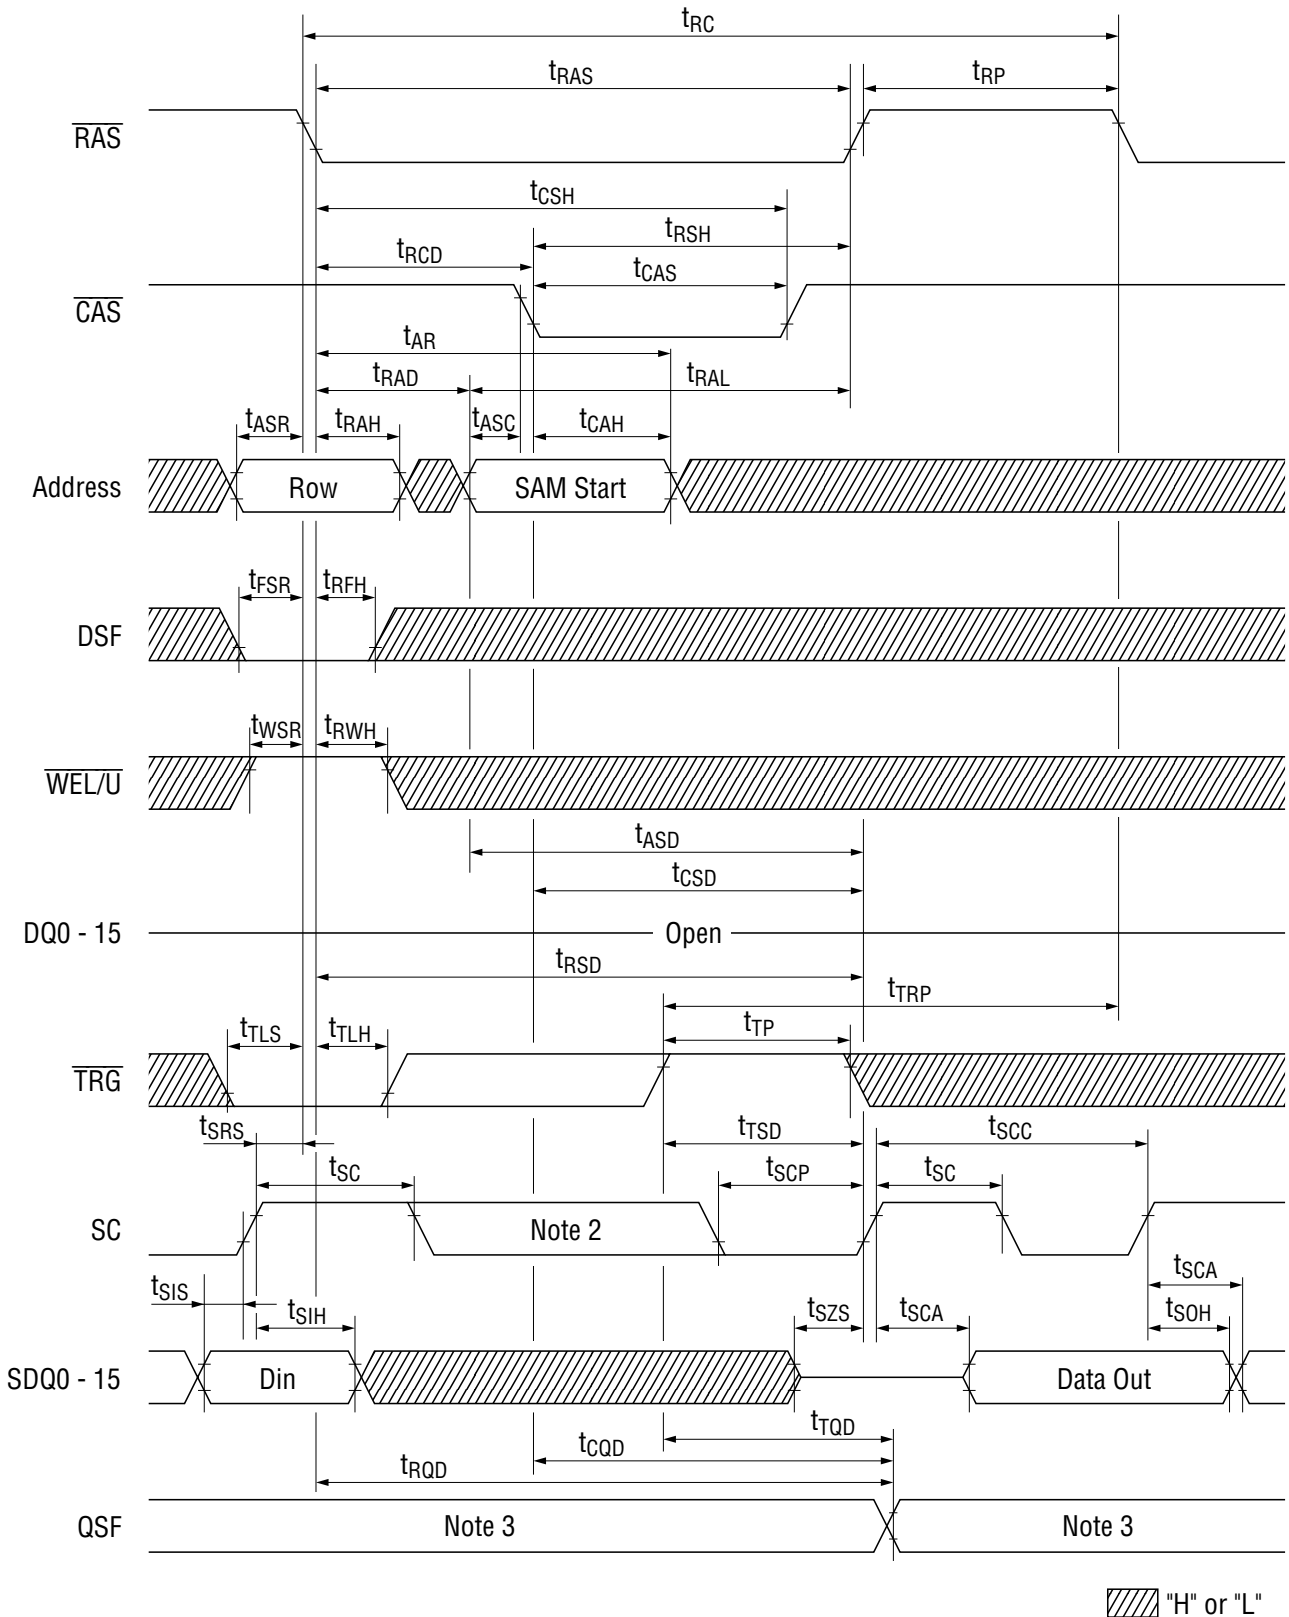 tRC
tRAS
tRP
RAS
tCSH
tRSH
tRCD
tCAS
CAS
tAR
tRAD
tRAL
tASR
tRAH
tASC
tCAH
Address
Row
SAM Start
tFSR
tRFH
DSF
tWSR
tRWH
WEL/U
tASD
tCSD
DQ0 - 15
Open
tRSD
tTRP
tTLS
tTLH
tTP
TRG
tSRS
tTSD
tSCC
tSC
tSCP
tSC
SC
Note 2
tSIS
tSIH
tSZS
tSCA
tSCA
tSOH
SDQ0 - 15
Din
Data Out
tTQD
tCQD
tRQD
QSF
Note 3
Note 3
"H" or "L"